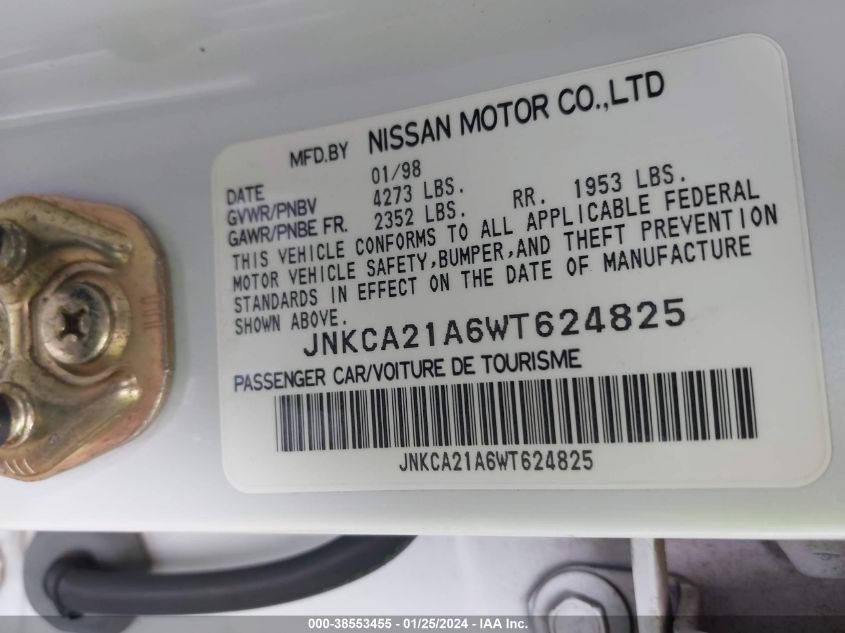 MFD.BY NISSAN MOTOR CO.,LTD
DATE 01/98
GVWR/PNBV 4273 LBS.
GAWR/PNBE FR. 2352 LBS. RR. 1953 LBS.
THIS VEHICLE CONFORMS TO ALL APPLICABLE FEDERAL
MOTOR VEHICLE SAFETY,BUMPER,AND THEFT PREVENTION
STANDARDS IN EFFECT ON THE DATE OF MANUFACTURE
SHOWN ABOVE.
JNKCA21A6WT624825
PASSENGER CAR/VOITURE DE TOURISME
JNKCA21A6WT624825
000-38553455 - 01/25/2024 - IAA Inc.